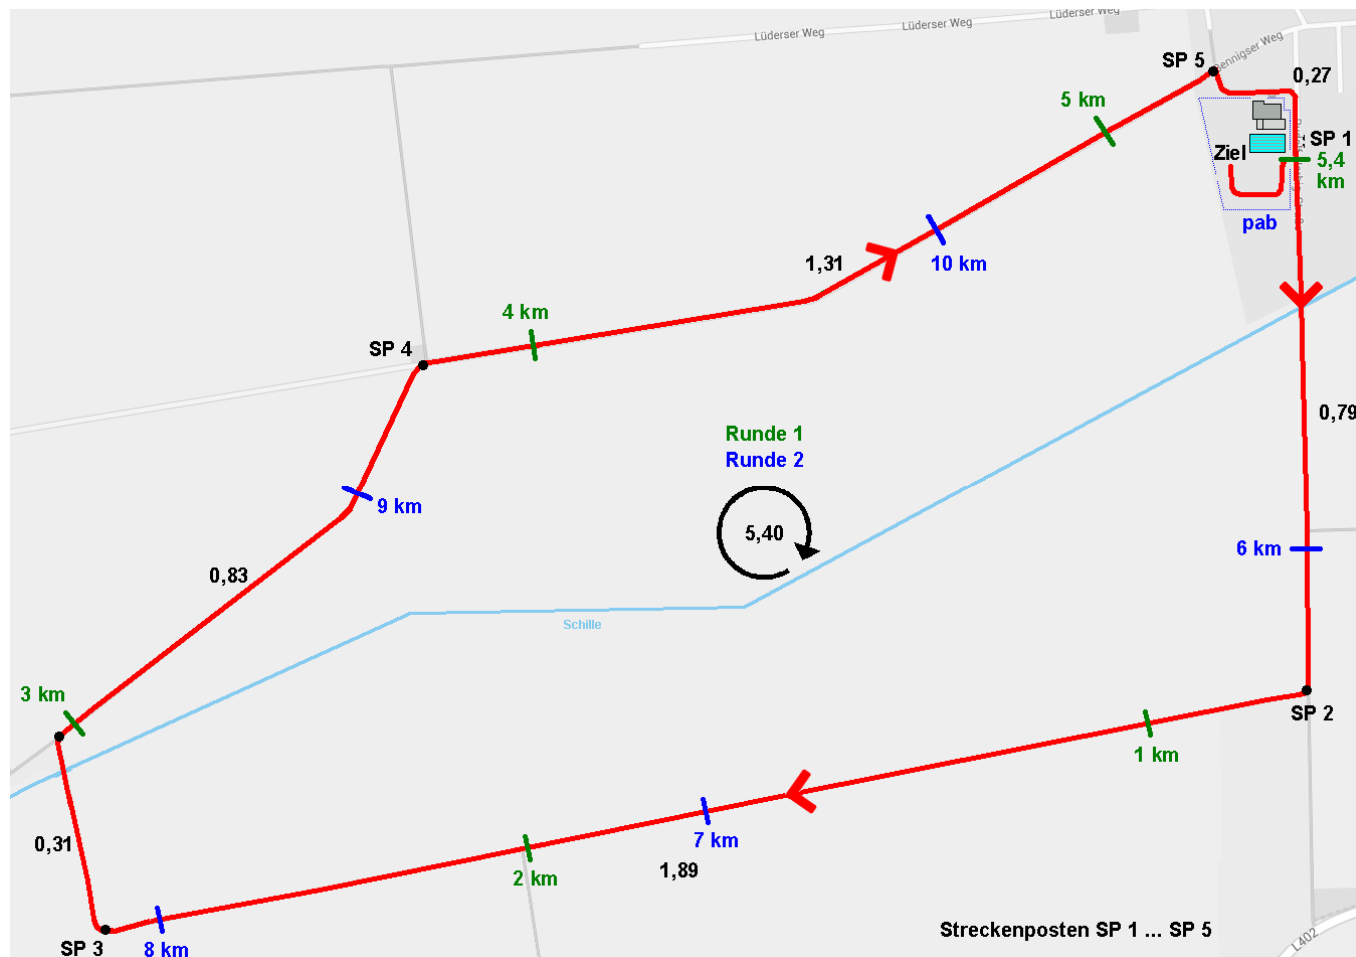 Lüderser Weg
Lüderser Weg
Lüderser Weg
Bennigser Weg
SP 5
0,27
5 km
SP 1
Ziel
5,4
km
pab
10 km
1,31
4 km
SP 4
0,79
Runde 1
Runde 2
5,40
9 km
6 km
0,83
Schille
3 km
SP 2
1 km
7 km
0,31
1,89
2 km
Streckenposten SP 1 ... SP 5
SP 3
8 km
L402